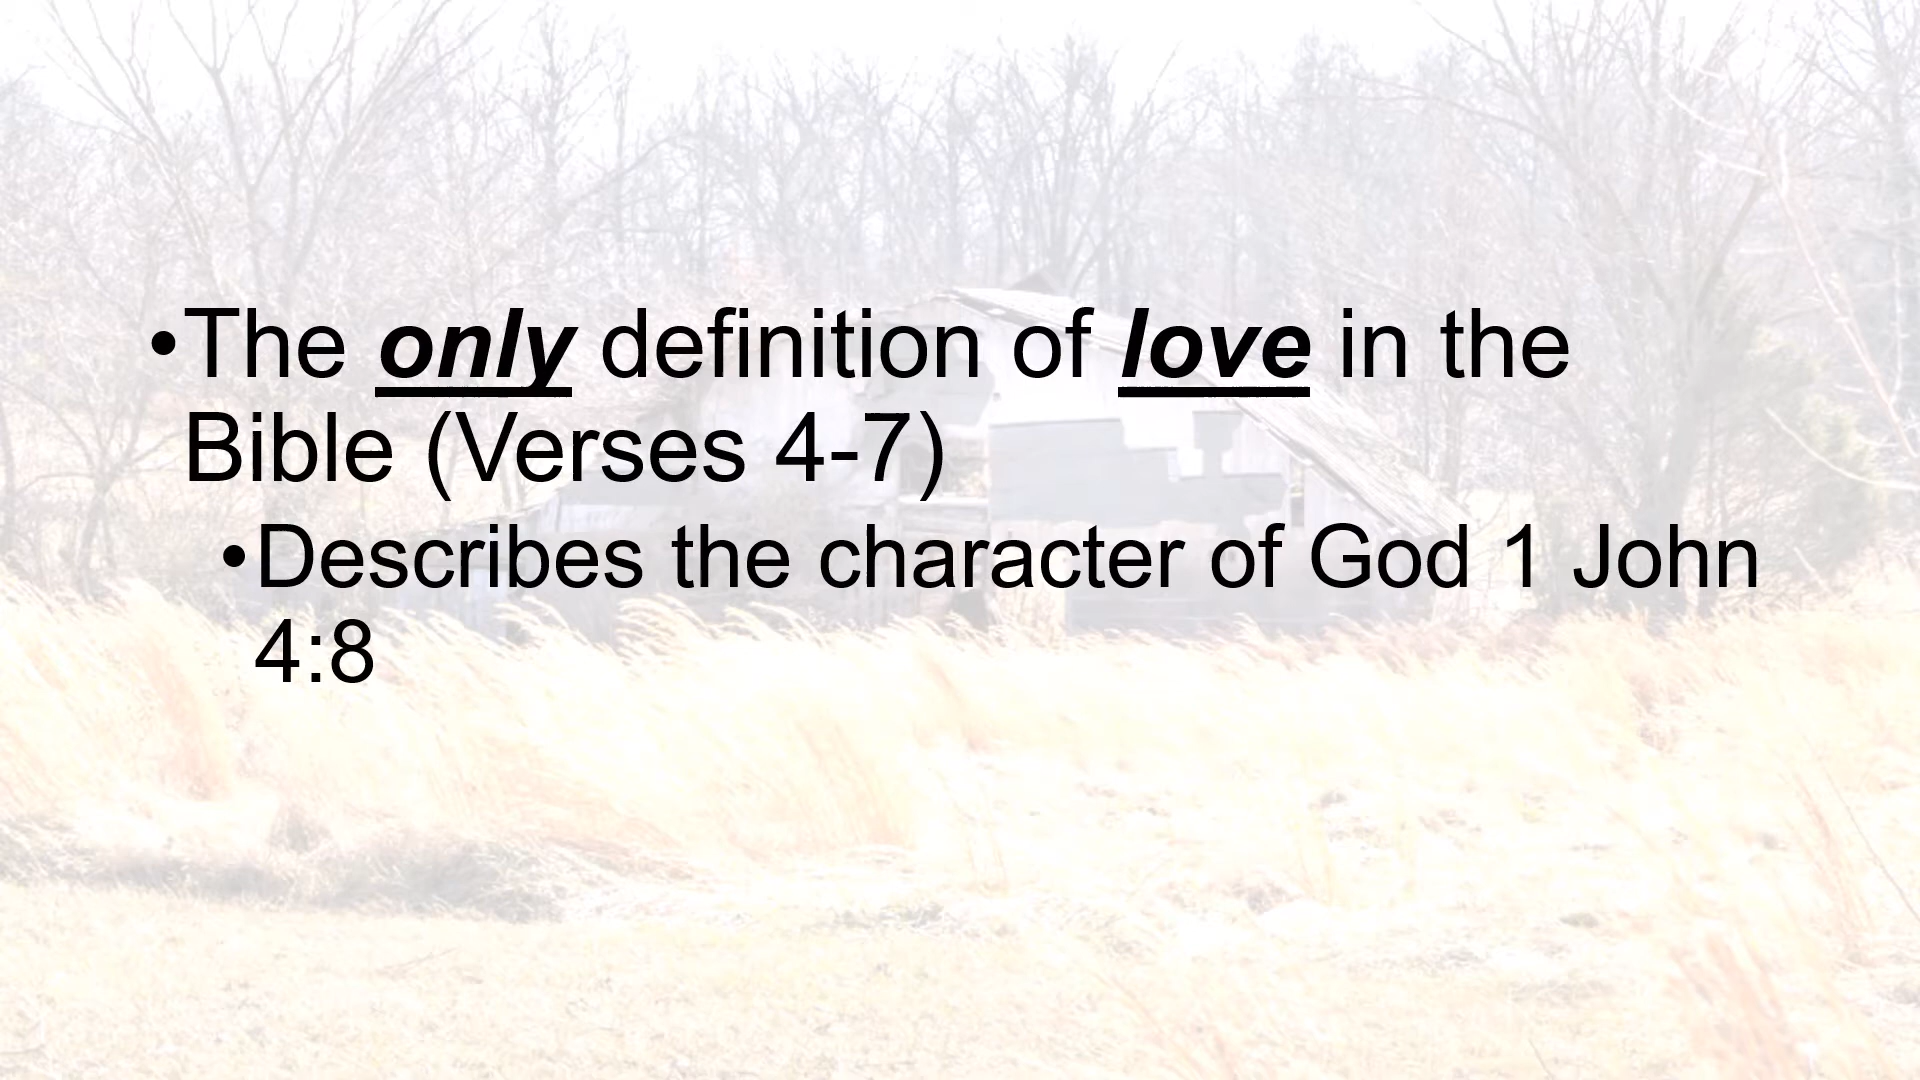 •The only definition of love in the
Bible (Verses 4-7)
•Describes the character of God 1 John
4:8